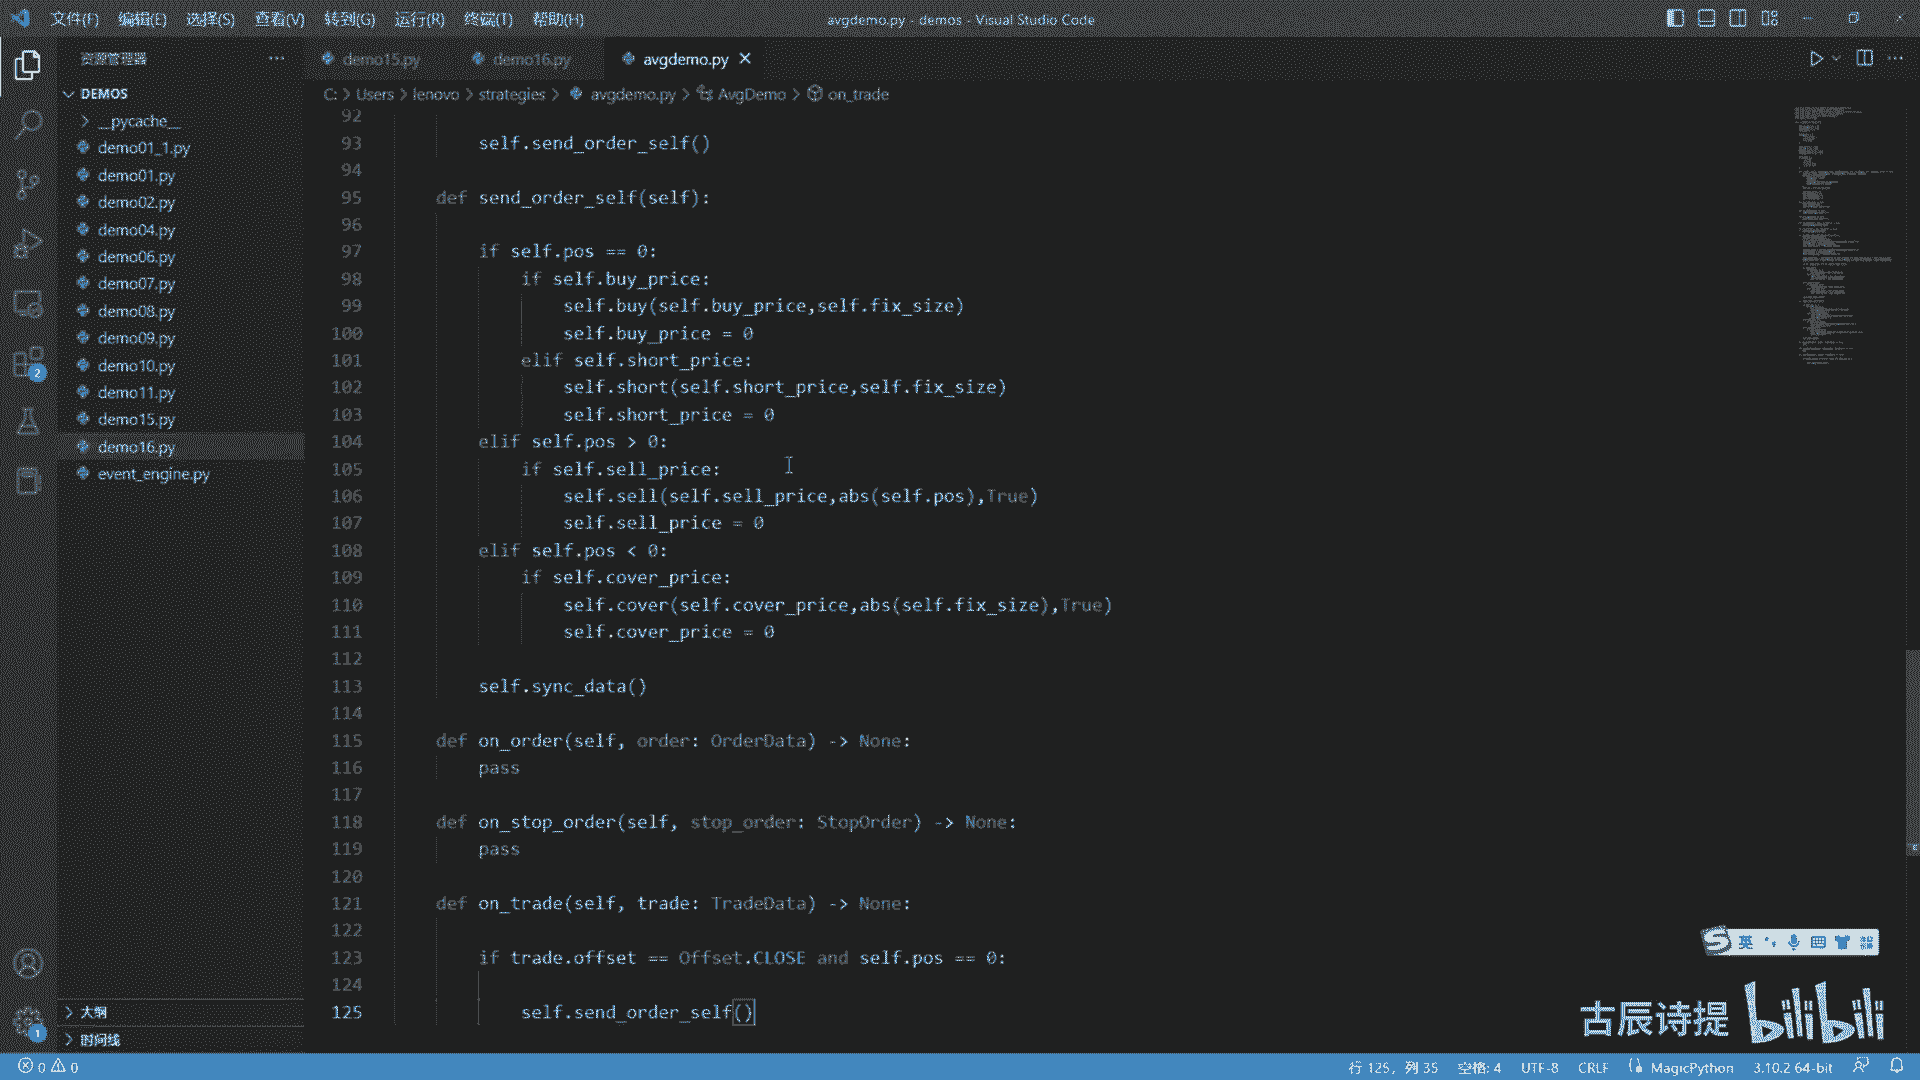 文件(F) 编辑(E) 选择(S) 查看(V) 转到(G) 运行(R) 终端(T) 帮助(H) avgdemo.py - demos - Visual Studio Code
资源管理器 ··· demo15.py demo16.py avgdemo.py
DEMOS
C: > Users > lenovo > strategies > avgdemo.py > AvgDemo > on_trade
__pycache__
demo01_1.py
demo01.py
demo02.py
demo04.py
demo06.py
demo07.py
demo08.py
demo09.py
demo10.py
demo11.py
demo15.py
demo16.py
event_engine.py
大纲
时间线
2
1
92
93 self.send_order_self()
94
95 def send_order_self(self):
96
97 if self.pos == 0:
98 if self.buy_price:
99 self.buy(self.buy_price,self.fix_size)
100 self.buy_price = 0
101 elif self.short_price:
102 self.short(self.short_price,self.fix_size)
103 self.short_price = 0
104 elif self.pos > 0:
105 if self.sell_price:
106 self.sell(self.sell_price,abs(self.pos),True)
107 self.sell_price = 0
108 elif self.pos < 0:
109 if self.cover_price:
110 self.cover(self.cover_price,abs(self.fix_size),True)
111 self.cover_price = 0
112
113 self.sync_data()
114
115 def on_order(self, order: OrderData) -> None:
116 pass
117
118 def on_stop_order(self, stop_order: StopOrder) -> None:
119 pass
120
121 def on_trade(self, trade: TradeData) -> None:
122
123 if trade.offset == Offset.CLOSE and self.pos == 0:
124
125 self.send_order_self()
英
古辰诗提 bilibili
0 0 行 125，列 35 空格: 4 UTF-8 CRLF MagicPython 3.10.2 64-bit